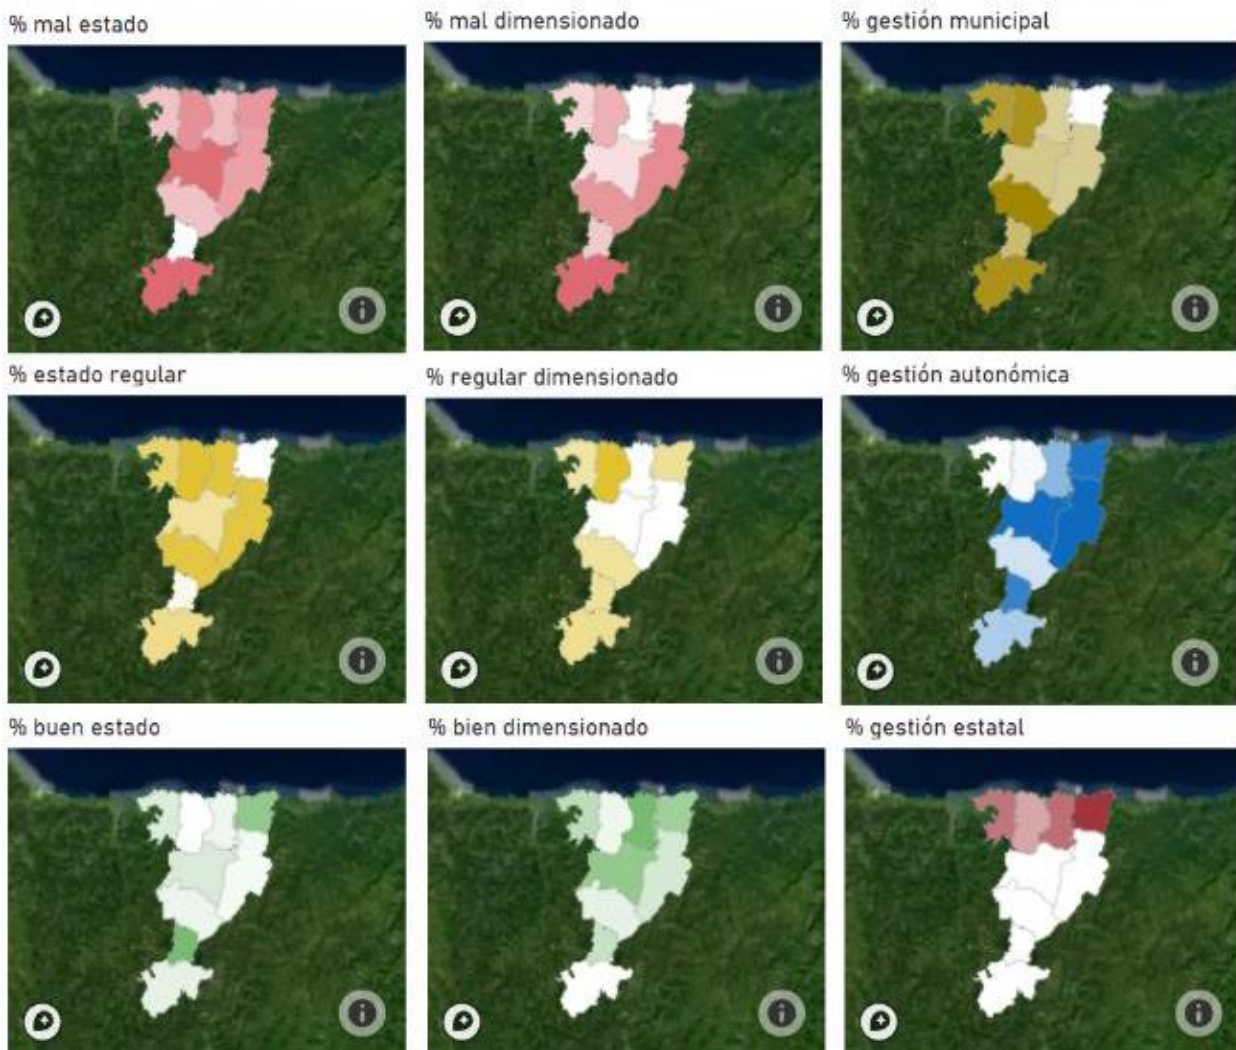 % mal estado
% mal dimensionado
% gestión municipal
% estado regular
% regular dimensionado
% gestión autonómica
% buen estado
% bien dimensionado
% gestión estatal